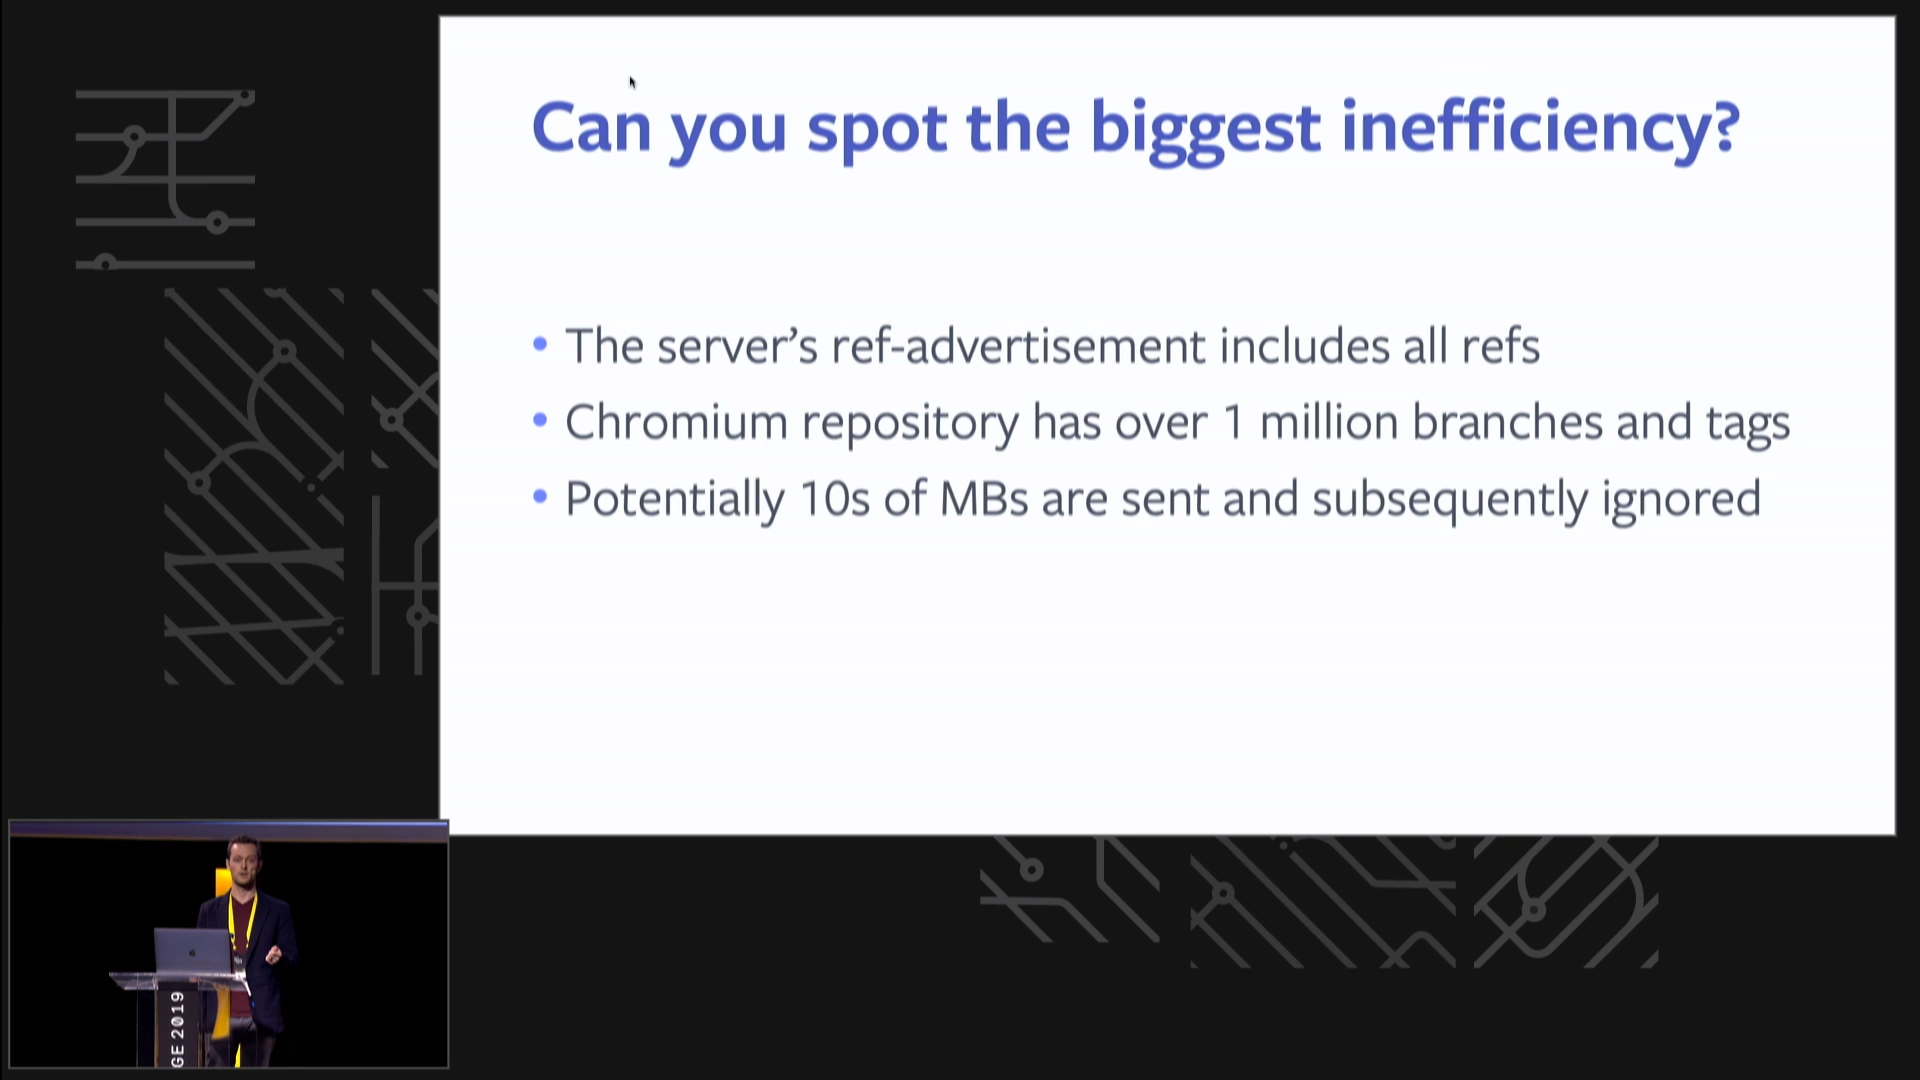 Can you spot the biggest inefficiency?
• The server’s ref-advertisement includes all refs
• Chromium repository has over 1 million branches and tags
• Potentially 10s of MBs are sent and subsequently ignored
GE 2019